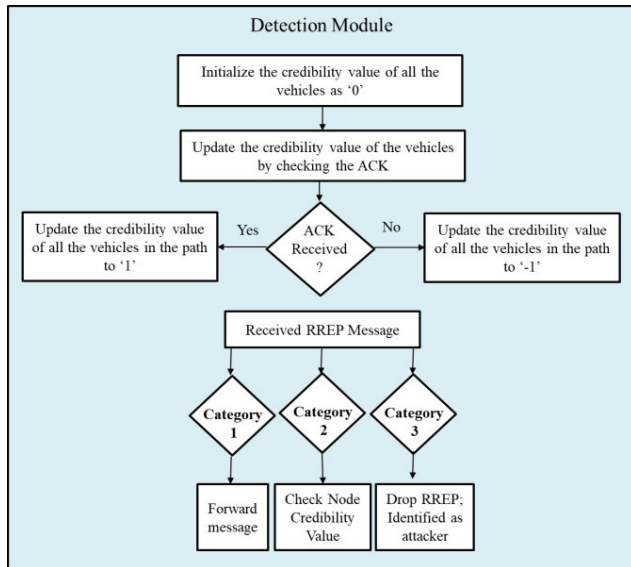 Detection Module
Initialize the credibility value of all the
vehicles as ‘0’
Update the credibility value of the vehicles
by checking the ACK
Update the credibility value
of all the vehicles in the path
to ‘1’
Yes
ACK
Received
?
No
Update the credibility value
of all the vehicles in the path
to ‘-1’
Received RREP Message
Category
1
Category
2
Category
3
Forward
message
Check Node
Credibility
Value
Drop RREP;
Identified as
attacker